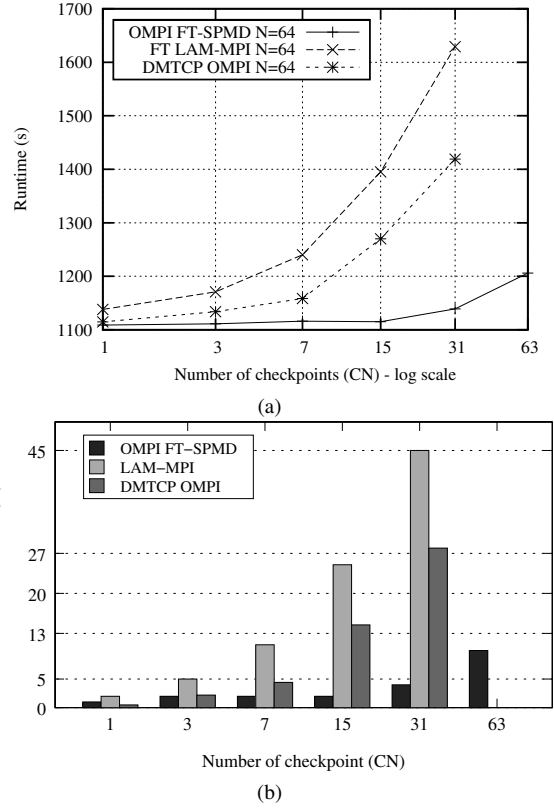 1700
1600
1500
1400
1300
1200
1100
Runtime (s)
OMPI FT-SPMD N=64
FT LAM-MPI N=64
DMTCP OMPI N=64
1 3 7 15 31 63
Number of checkpoints (CN) - log scale
(a)
45
27
20
13
5
0
OMPI FT−SPMD
LAM−MPI
DMTCP OMPI
1 3 7 15 31 63
Number of checkpoint (CN)
(b)